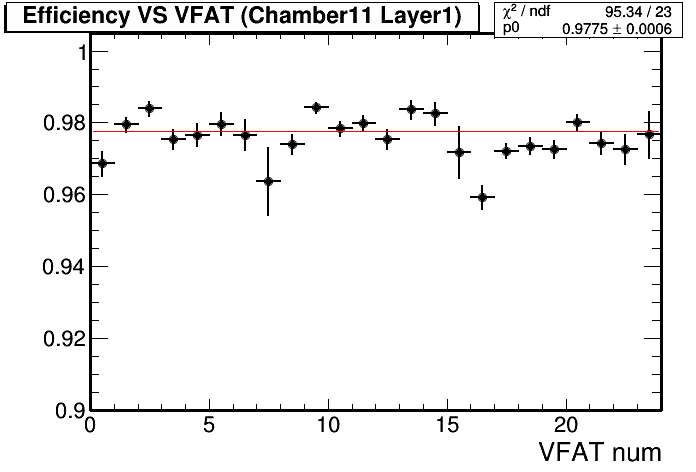 Efficiency VS VFAT (Chamber11 Layer1)
χ² / ndf 95.34 / 23
p0 0.9775 ± 0.0006
1
0.98
0.96
0.94
0.92
0.9
0 5 10 15 20
VFAT num